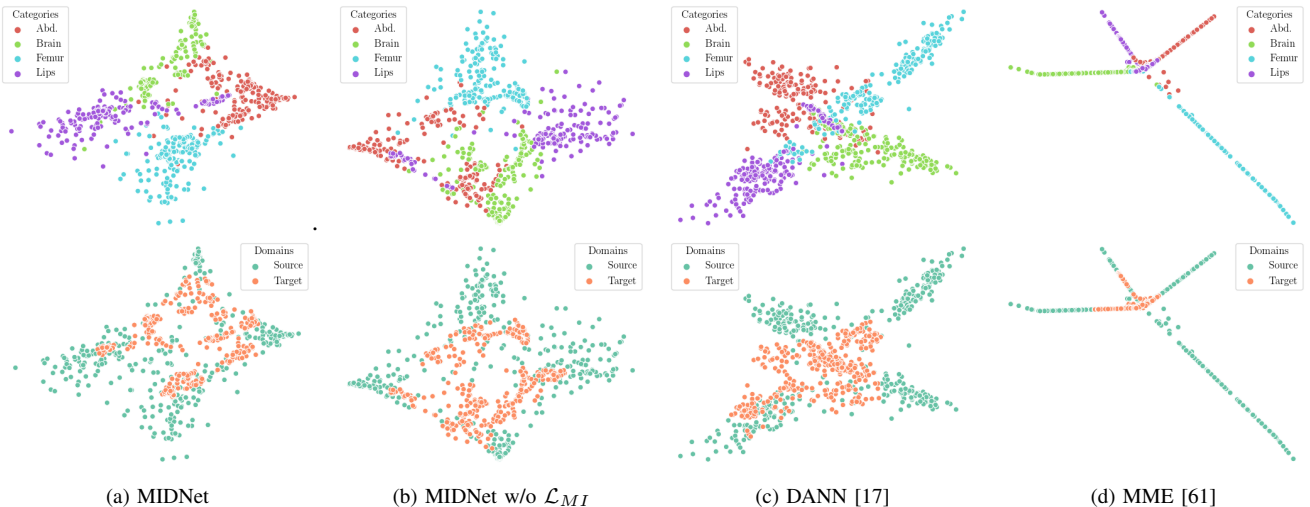 Categories
Abd.
Brain
Femur
Lips
Categories
Abd.
Brain
Femur
Lips
Categories
Abd.
Brain
Femur
Lips
Categories
Abd.
Brain
Femur
Lips
Domains
Source
Target
Domains
Source
Target
Domains
Source
Target
Domains
Source
Target
(a) MIDNet
(b) MIDNet w/o ℒ_MI
(c) DANN [17]
(d) MME [61]